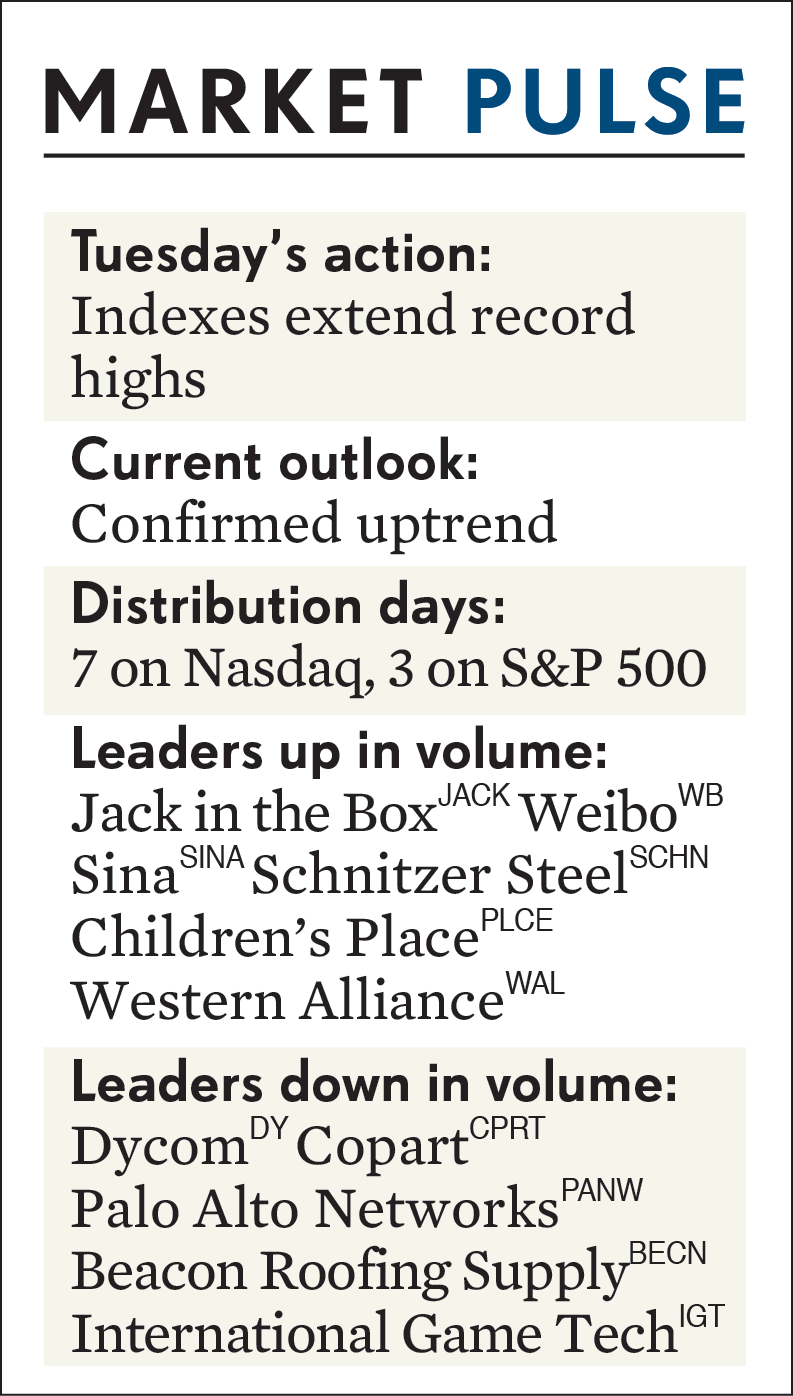 MARKET PULSE
Tuesday’s action:
Indexes extend record
highs
Current outlook:
Confirmed uptrend
Distribution days:
7 on Nasdaq, 3 on S&P 500
Leaders up in volume:
Jack in the Box JACK Weibo WB
Sina SINA Schnitzer Steel SCHN
Children’s Place PLCE
Western Alliance WAL
Leaders down in volume:
Dycom DY Copart CPRT
Palo Alto Networks PANW
Beacon Roofing Supply BECN
International Game Tech IGT